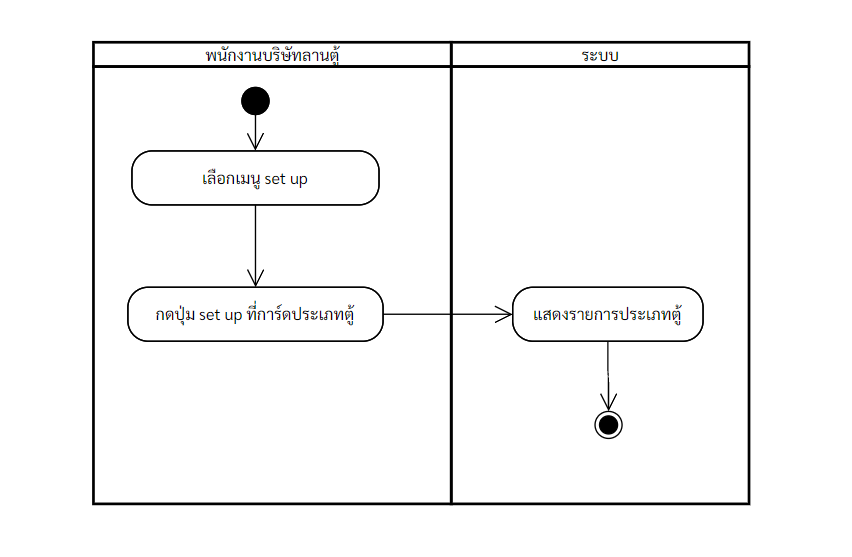 พนักงานบริษัทลานตู้
ระบบ
เลือกเมนู set up
กดปุ่ม set up ที่การ์ดประเภทตู้
แสดงรายการประเภทตู้